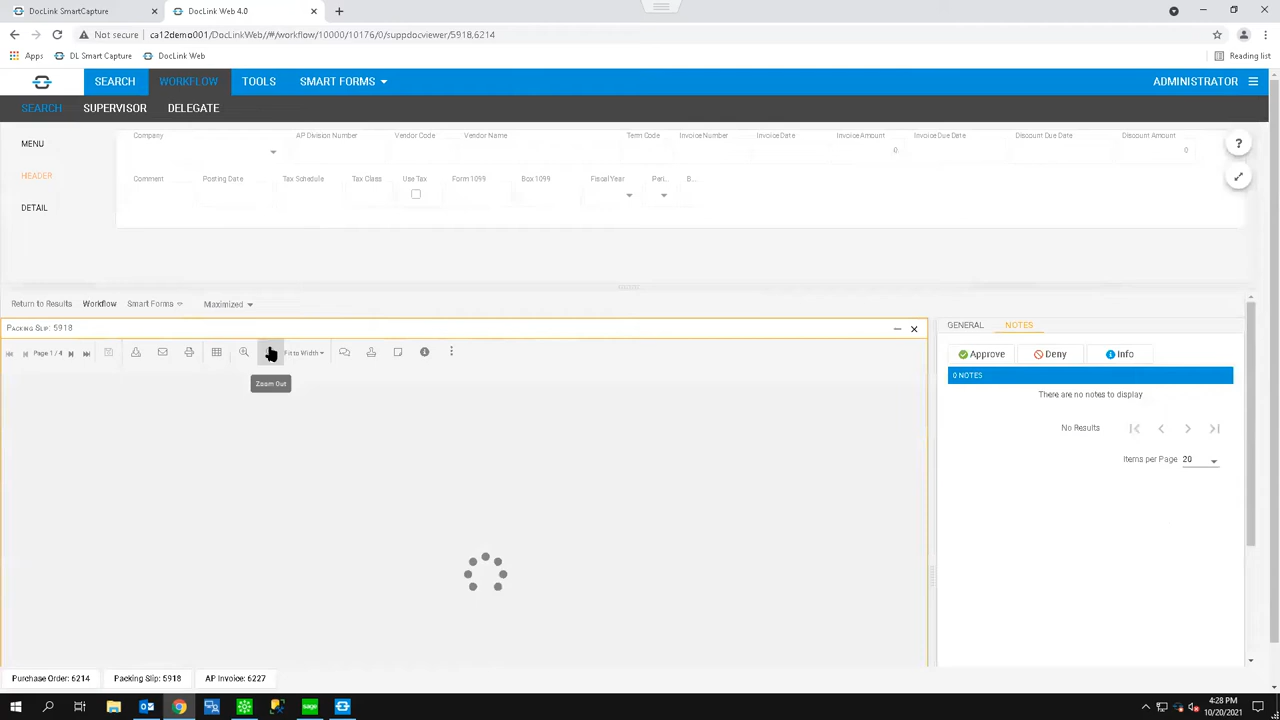 DocLink SmartCapture
DocLink Web 4.0
Not secure
ca12demo001/DocLinkWeb//#/workflow/10000/10176/0/suppdocviewer/5918,6214
Apps
DL Smart Capture
DocLink Web
Reading list
SEARCH
WORKFLOW
TOOLS
SMART FORMS
ADMINISTRATOR
SEARCH
SUPERVISOR
DELEGATE
MENU
HEADER
DETAIL
Company
AP Division Number
Vendor Code
Vendor Name
Term Code
Invoice Number
Invoice Date
Invoice Amount
Invoice Due Date
Discount Due Date
Discount Amount
0
0
?
Comment
Posting Date
Tax Schedule
Tax Class
Use Tax
Form 1099
Box 1099
Fiscal Year
Peri...
B...
Return to Results
Workflow
Smart Forms
Maximized
PACKING SLIP: 5918
Page 1 / 4
Fit to Width
Zoom Out
GENERAL
NOTES
Approve
Deny
Info
0 NOTES
There are no notes to display
No Results
Items per Page
20
Purchase Order: 6214
Packing Slip: 5918
AP Invoice: 6227
sage
4:28 PM
10/20/2021